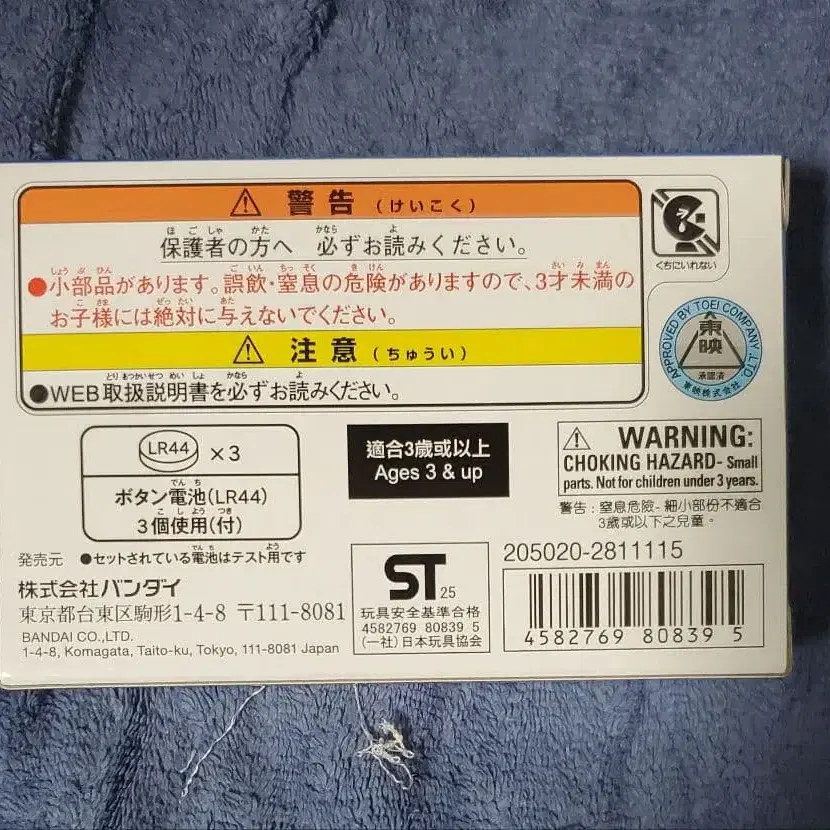 警告（けいこく）
保護者の方へ 必ずお読みください。
●小部品があります。誤飲・窒息の危険がありますので、3才未満の
お子様には絶対に与えないでください。
注意（ちゅうい）
●WEB取扱説明書を必ずお読みください。
くちにいれない
APPROVED BY TOEI COMPANY, LTD.
東映
承認済
東映株式会社
LR44 ×3
ボタン電池(LR44)
3個使用(付)
適合3歲或以上
Ages 3 & up
WARNING:
CHOKING HAZARD- Small
parts. Not for children under 3 years.
警告：窒息危險- 細小部份不適合
3歲或以下之兒童。
発売元 ●セットされている電池はテスト用です
株式会社バンダイ
東京都台東区駒形1-4-8 〒111-8081
BANDAI CO.,LTD.
1-4-8, Komagata, Taito-ku, Tokyo, 111-8081 Japan
ST 25
玩具安全基準合格
4582769 80839 5
(一社)日本玩具協会
205020-2811115
4582769 80839 5